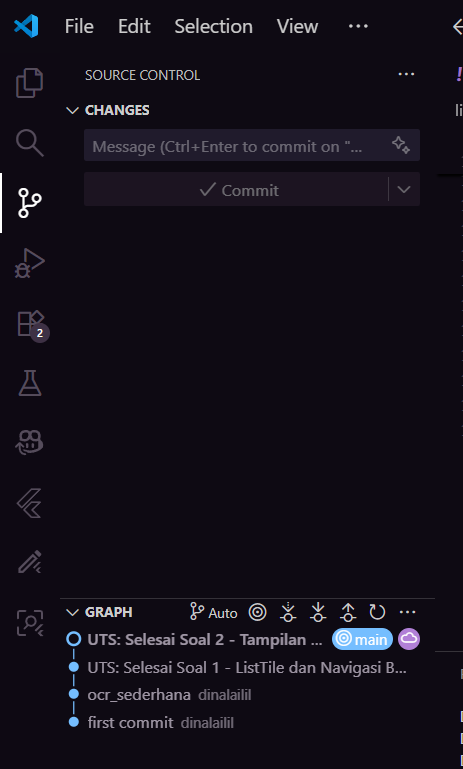 File Edit Selection View ...
SOURCE CONTROL ...
CHANGES
Message (Ctrl+Enter to commit on "...
Commit
2
GRAPH Auto ...
UTS: Selesai Soal 2 - Tampilan ... main
UTS: Selesai Soal 1 - ListTile dan Navigasi B...
ocr_sederhana dinalailil
first commit dinalailil